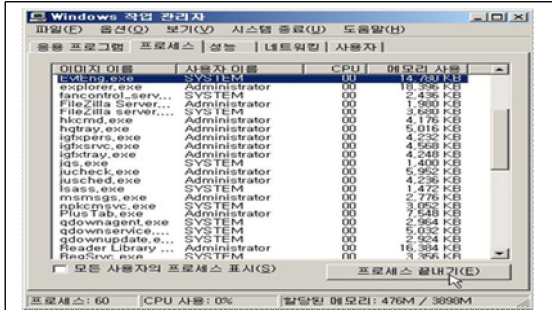 Windows 작업 관리자
파일(F) 옵션(O) 보기(V) 시스템 종료(U) 도움말(H)
응용 프로그램 프로세스 성능 네트워킹 사용자
이미지 이름 사용자 이름 CPU 메모리 사용
EvtEng.exe SYSTEM 00 14,780 KB
explorer.exe Administrator 00 18,396 KB
fancontrol_serv... SYSTEM 00 2,436 KB
FileZilla Server... Administrator 00 1,980 KB
FileZilla server.... SYSTEM 00 3,680 KB
hkcmd.exe Administrator 00 4,176 KB
hqtray.exe Administrator 00 5,016 KB
igfxpers.exe Administrator 00 4,232 KB
igfxsrvc.exe Administrator 00 4,568 KB
igfxtray.exe Administrator 00 4,248 KB
jqs.exe SYSTEM 00 1,400 KB
jucheck.exe Administrator 00 5,952 KB
jusched.exe Administrator 00 4,236 KB
lsass.exe SYSTEM 00 1,472 KB
msmsgs.exe Administrator 00 2,776 KB
npkcmsvc.exe SYSTEM 00 3,052 KB
PlusTab.exe Administrator 00 7,548 KB
qdownagent.exe SYSTEM 00 2,964 KB
qdownservice.... SYSTEM 00 5,032 KB
qdownupdate.e... SYSTEM 00 2,924 KB
Reader Library ... Administrator 00 16,384 KB
RegSrvc.exe SYSTEM 00 3,356 KB
모든 사용자의 프로세스 표시(S) 프로세스 끝내기(E)
프로세스: 60 CPU 사용: 0% 할당된 메모리: 476M / 3898M